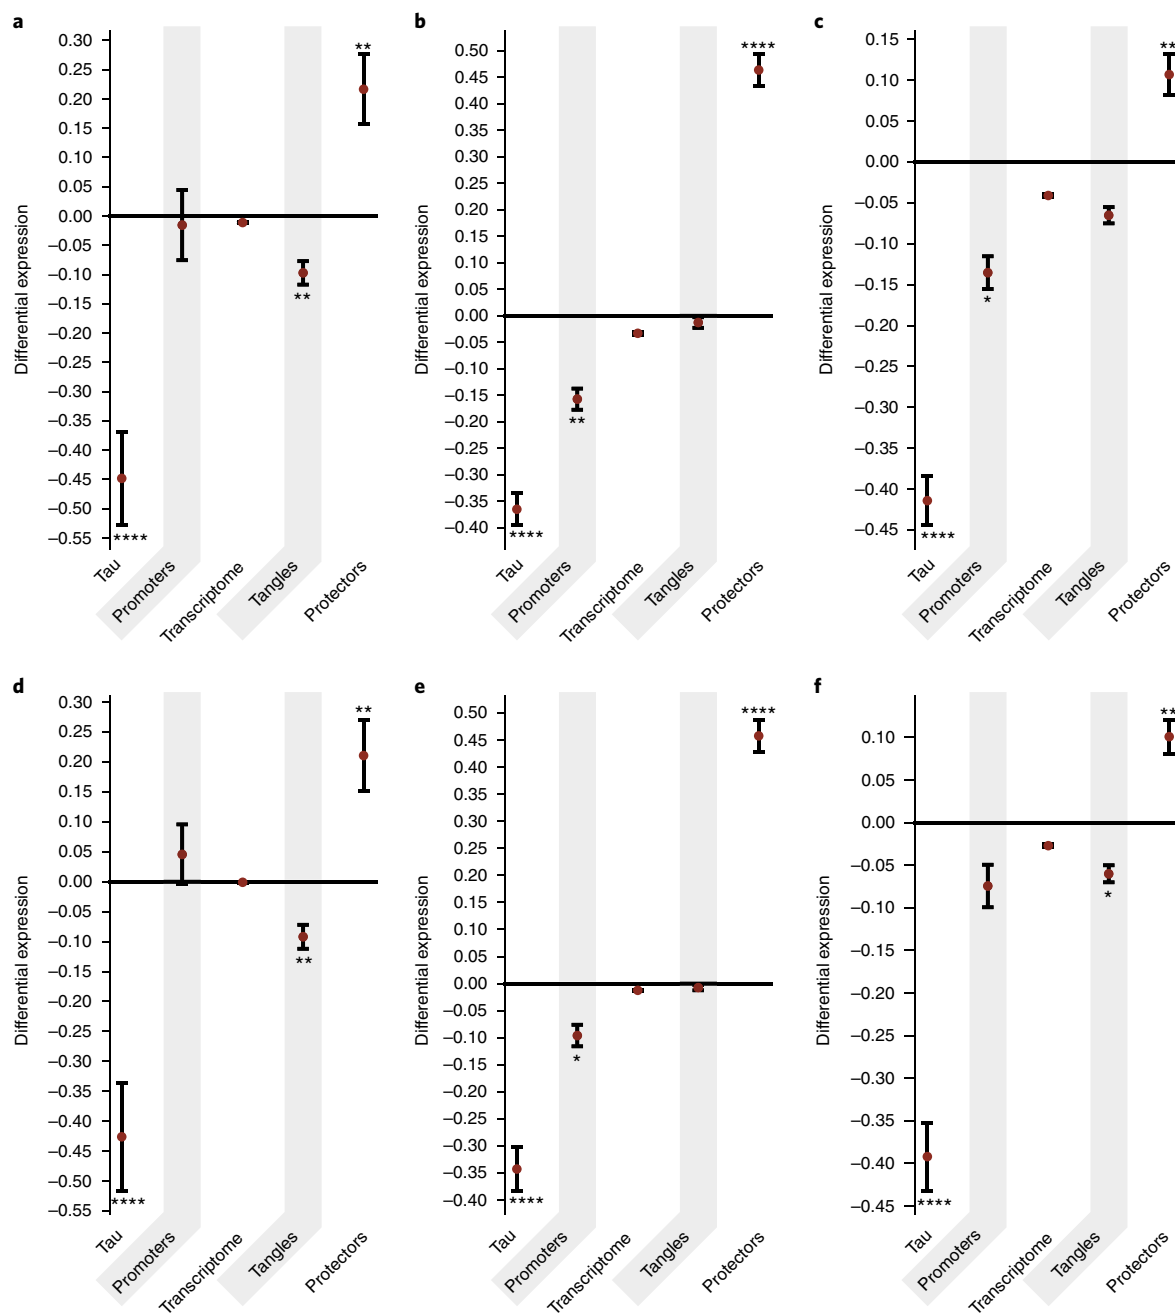 a
0.30
0.25
0.20
0.15
0.10
0.05
0.00
–0.05
–0.10
–0.15
–0.20
–0.25
–0.30
–0.35
–0.40
–0.45
–0.50
–0.55
Differential expression
****
**
**
Tau
Promoters
Transcriptome
Tangles
Protectors
b
0.50
0.45
0.40
0.35
0.30
0.25
0.20
0.15
0.10
0.05
0.00
–0.05
–0.10
–0.15
–0.20
–0.25
–0.30
–0.35
–0.40
Differential expression
****
**
****
Tau
Promoters
Transcriptome
Tangles
Protectors
c
0.15
0.10
0.05
0.00
–0.05
–0.10
–0.15
–0.20
–0.25
–0.30
–0.35
–0.40
–0.45
Differential expression
****
*
**
Tau
Promoters
Transcriptome
Tangles
Protectors
d
0.30
0.25
0.20
0.15
0.10
0.05
0.00
–0.05
–0.10
–0.15
–0.20
–0.25
–0.30
–0.35
–0.40
–0.45
–0.50
–0.55
Differential expression
****
**
**
Tau
Promoters
Transcriptome
Tangles
Protectors
e
0.50
0.45
0.40
0.35
0.30
0.25
0.20
0.15
0.10
0.05
0.00
–0.05
–0.10
–0.15
–0.20
–0.25
–0.30
–0.35
–0.40
Differential expression
****
*
****
Tau
Promoters
Transcriptome
Tangles
Protectors
f
0.10
0.05
0.00
–0.05
–0.10
–0.15
–0.20
–0.25
–0.30
–0.35
–0.40
–0.45
Differential expression
****
*
**
Tau
Promoters
Transcriptome
Tangles
Protectors